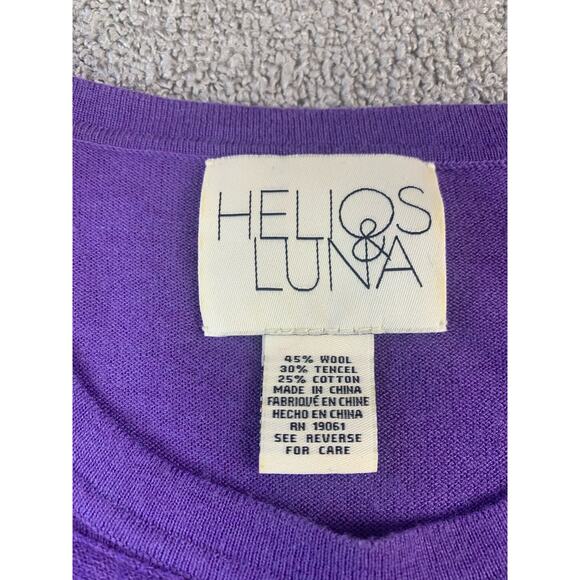 HELIOS
& LUNA
45% WOOL
30% TENCEL
25% COTTON
MADE IN CHINA
FABRIQUÉ EN CHINE
HECHO EN CHINA
RN 19061
SEE REVERSE
FOR CARE